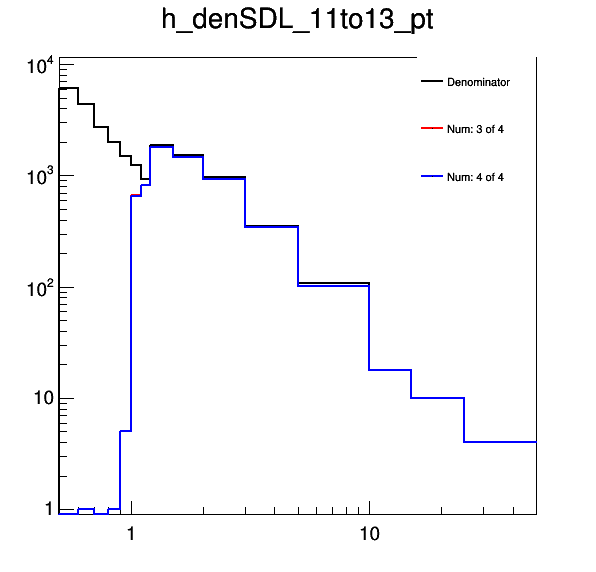 h_denSDL_11to13_pt
10^4
Denominator
Num: 3 of 4
10^3
Num: 4 of 4
10^2
10
1
1
10